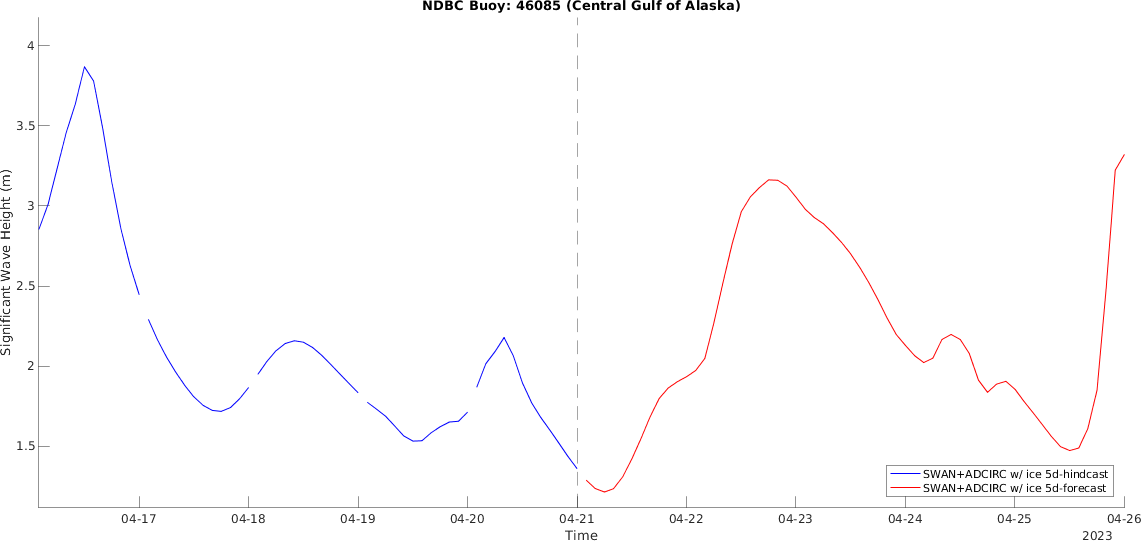 NDBC Buoy: 46085 (Central Gulf of Alaska)
4
3.5
3
2.5
2
1.5
Significant Wave Height (m)
SWAN+ADCIRC w/ ice 5d-hindcast
SWAN+ADCIRC w/ ice 5d-forecast
04-17 04-18 04-19 04-20 04-21 04-22 04-23 04-24 04-25 04-26
Time
2023